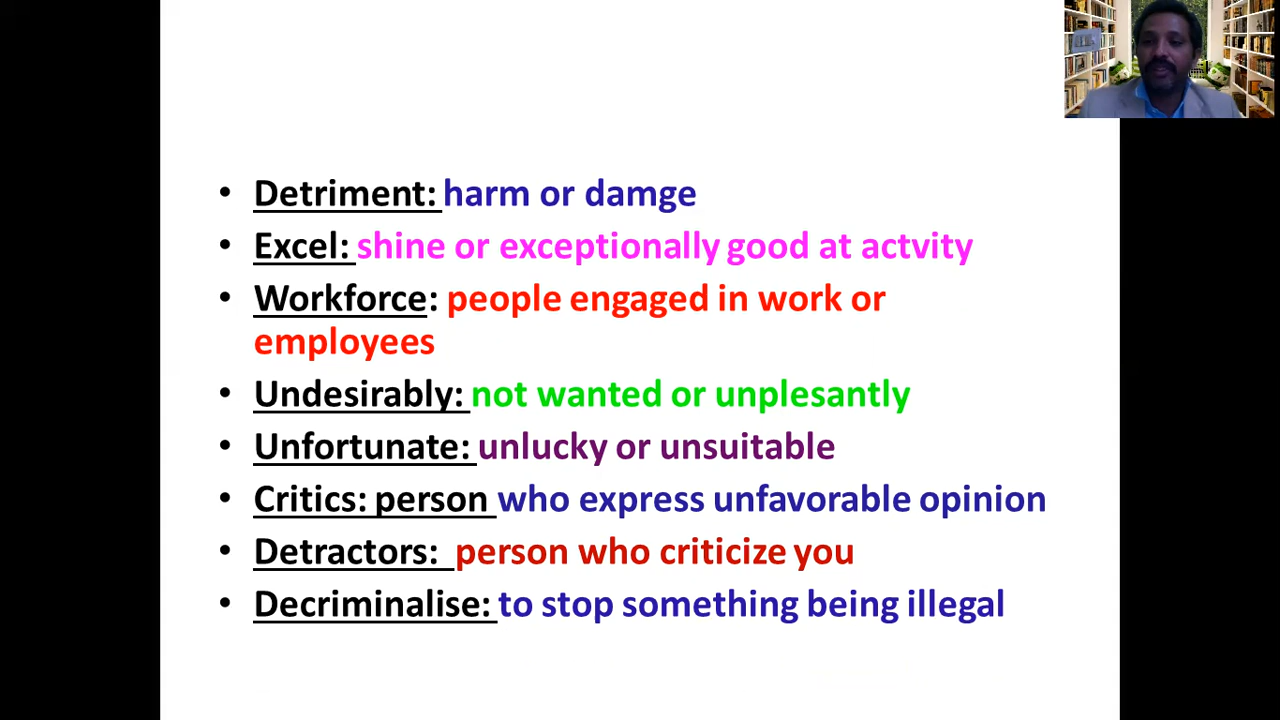 • Detriment: harm or damge
• Excel: shine or exceptionally good at actvity
• Workforce: people engaged in work or
employees
• Undesirably: not wanted or unplesantly
• Unfortunate: unlucky or unsuitable
• Critics: person who express unfavorable opinion
• Detractors: person who criticize you
• Decriminalise: to stop something being illegal